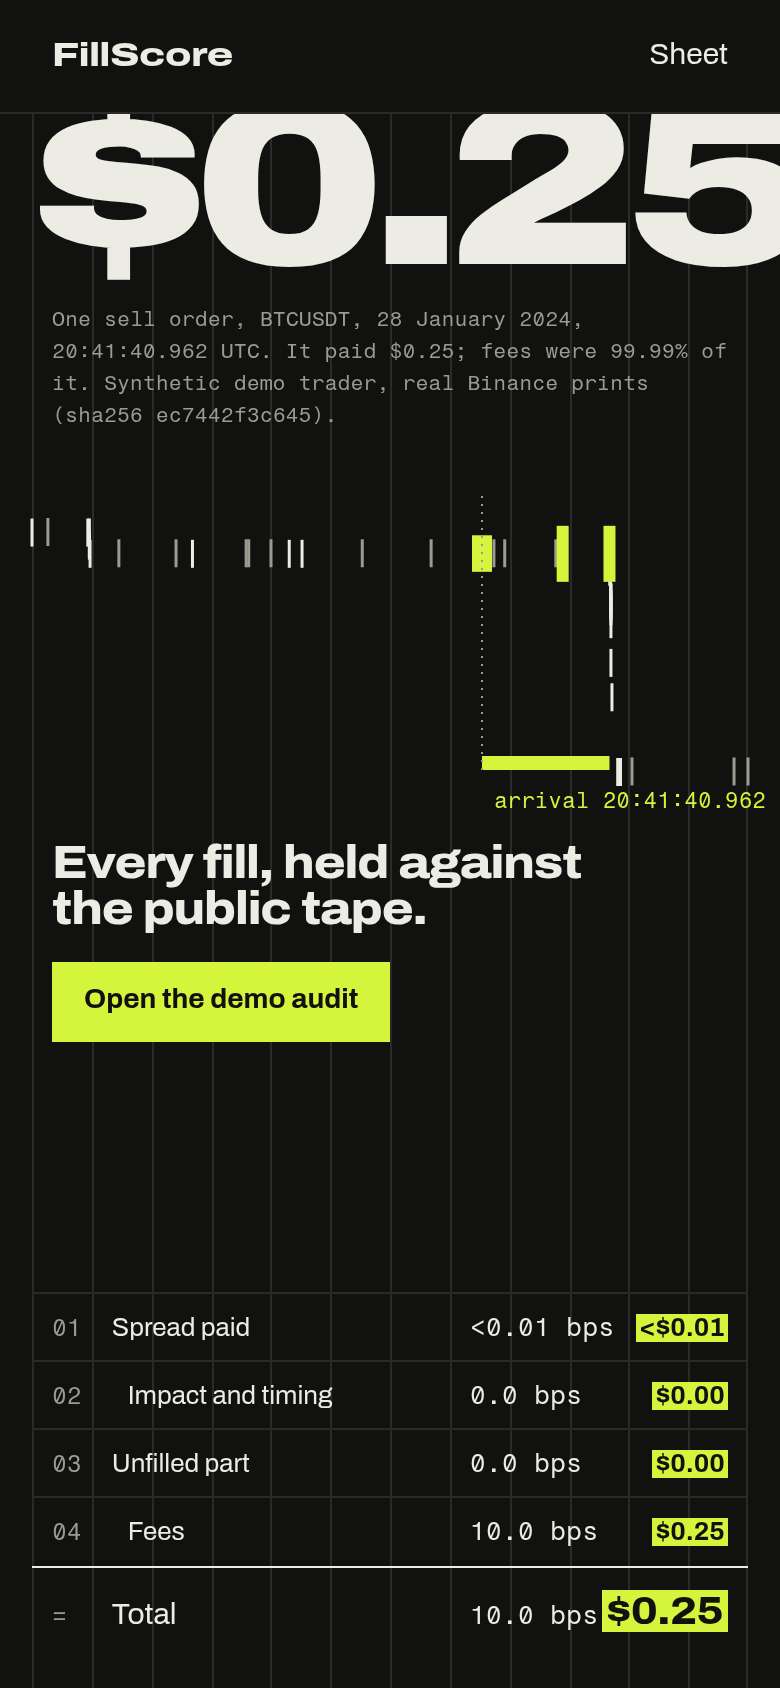 FillScore
Sheet
$0.25
One sell order, BTCUSDT, 28 January 2024,
20:41:40.962 UTC. It paid $0.25; fees were 99.99% of
it. Synthetic demo trader, real Binance prints
(sha256 ec7442f3c645).
arrival 20:41:40.962
Every fill, held against
the public tape.
Open the demo audit
01 Spread paid <0.01 bps <$0.01
02 Impact and timing 0.0 bps $0.00
03 Unfilled part 0.0 bps $0.00
04 Fees 10.0 bps $0.25
= Total 10.0 bps $0.25